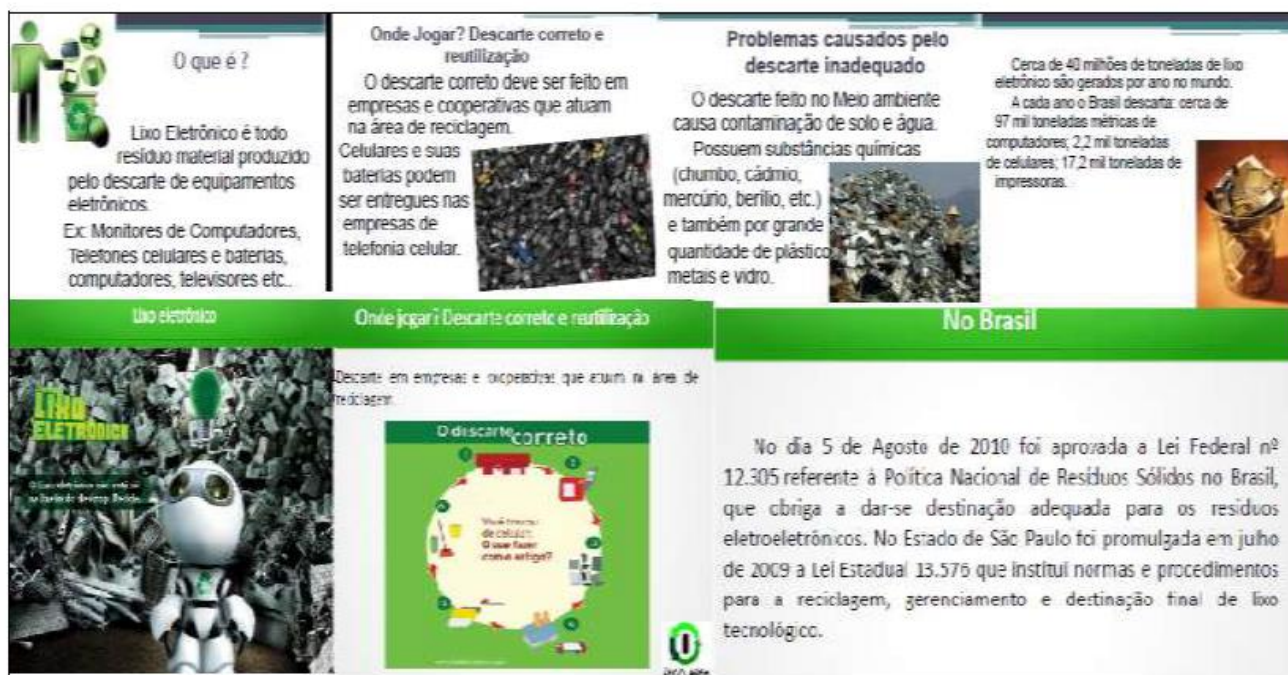 O que é ?
Lixo Eletrônico é todo
resíduo material produzido
pelo descarte de equipamentos
eletrônicos.
Ex: Monitores de Computadores,
Telefones celulares e baterias,
computadores, televisores etc..
Onde Jogar? Descarte correto e
reutilização
O descarte correto deve ser feito em
empresas e cooperativas que atuam
na área de reciclagem.
Celulares e suas
baterias podem
ser entregues nas
empresas de
telefonia celular.
Problemas causados pelo
descarte inadequado
O descarte feito no Meio ambiente
causa contaminação de solo e água.
Possuem substâncias químicas
(chumbo, cádmio,
mercúrio, berílio, etc.)
e também por grande
quantidade de plástico
metais e vidro.
Cerca de 40 milhões de toneladas de lixo
eletrônico são gerados por ano no mundo.
A cada ano o Brasil descarta: cerca de
97 mil toneladas métricas de
computadores; 2,2 mil toneladas
de celulares; 17,2 mil toneladas de
impressoras.
Lixo eletrônico
LIXO
ELETRÔNICO
Onde jogar? Descarte correto e reutilização
Descarte em empresas e cooperativas que atuam na área de
reciclagem.
O descarte correto
Você trocou
de celular.
O que fazer
com o antigo?
No Brasil
No dia 5 de Agosto de 2010 foi aprovada a Lei Federal nº
12.305 referente à Política Nacional de Resíduos Sólidos no Brasil,
que obriga a dar-se destinação adequada para os resíduos
eletroeletrônicos. No Estado de São Paulo foi promulgada em julho
de 2009 a Lei Estadual 13.576 que institui normas e procedimentos
para a reciclagem, gerenciamento e destinação final de lixo
tecnológico.